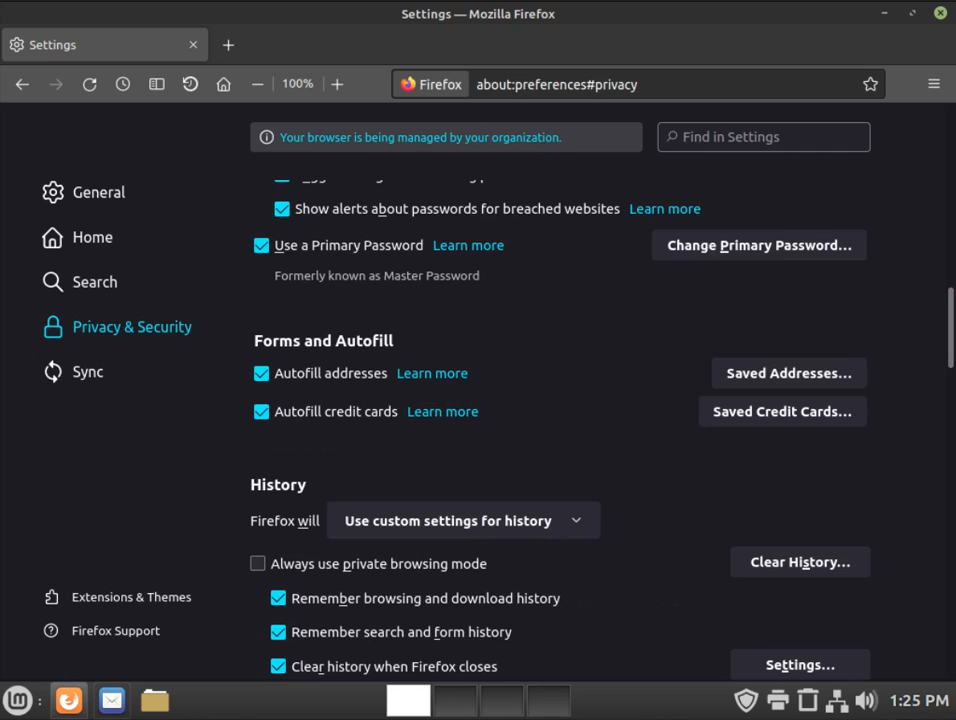 Settings — Mozilla Firefox
Settings
100%
Firefox
about:preferences#privacy
Your browser is being managed by your organization.
Find in Settings
General
Home
Search
Privacy & Security
Sync
Extensions & Themes
Firefox Support
Show alerts about passwords for breached websites Learn more
Use a Primary Password Learn more
Change Primary Password...
Formerly known as Master Password
Forms and Autofill
Autofill addresses Learn more
Saved Addresses...
Autofill credit cards Learn more
Saved Credit Cards...
History
Firefox will Use custom settings for history
Always use private browsing mode
Clear History...
Remember browsing and download history
Remember search and form history
Clear history when Firefox closes
Settings...
1:25 PM